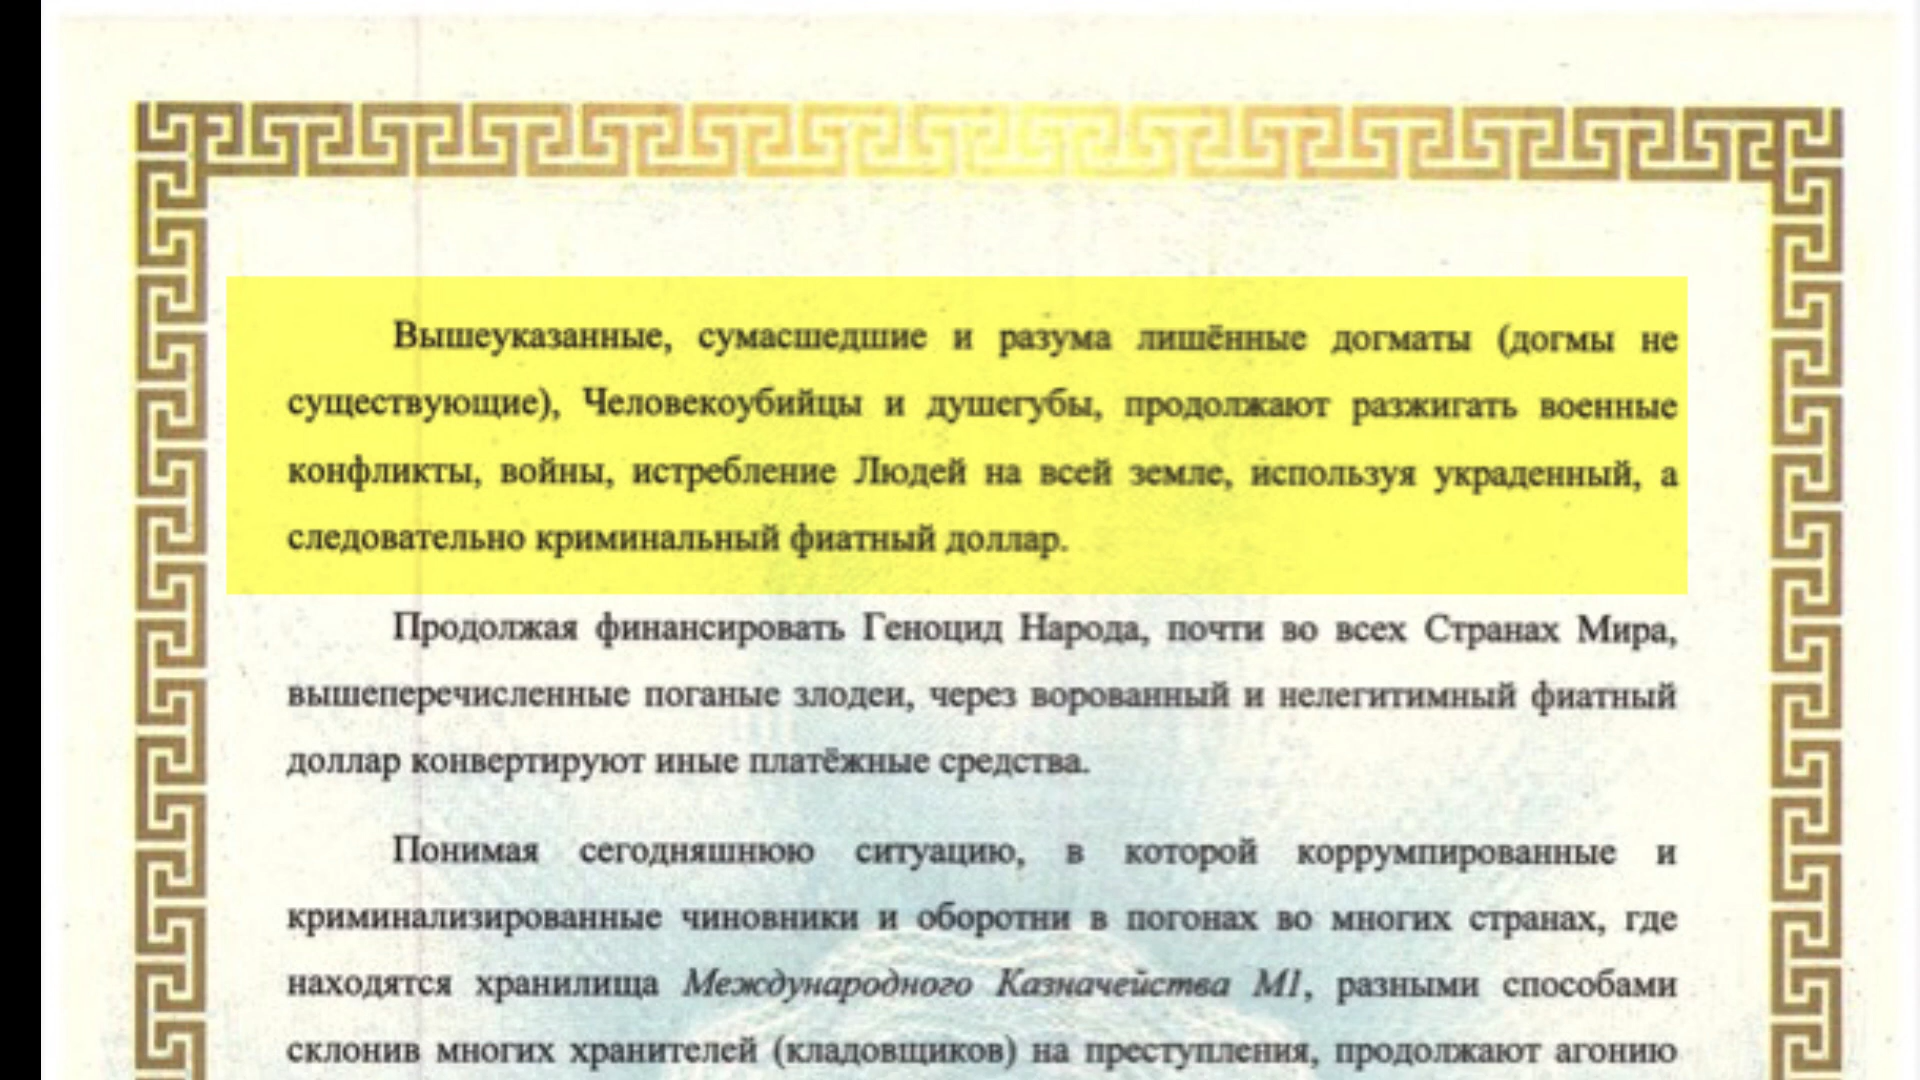 Вышеуказанные, сумасшедшие и разума лишённые догматы (догмы не
существующие), Человекоубийцы и душегубы, продолжают разжигать военные
конфликты, войны, истребление Людей на всей земле, используя украденный, а
следовательно криминальный фиатный доллар.
Продолжая финансировать Геноцид Народа, почти во всех Странах Мира,
вышеперечисленные поганые злодеи, через ворованный и нелегитимный фиатный
доллар конвертируют иные платёжные средства.
Понимая сегодняшнюю ситуацию, в которой коррумпированные и
криминализированные чиновники и оборотни в погонах во многих странах, где
находятся хранилища Международного Казначейства М1, разными способами
склонив многих хранителей (кладовщиков) на преступления, продолжают агонию